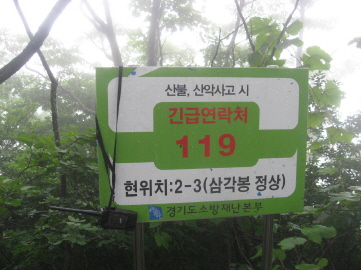 산불, 산악사고 시
긴급연락처
119
현위치:2-3(삼각봉 정상)
경기도소방재난본부